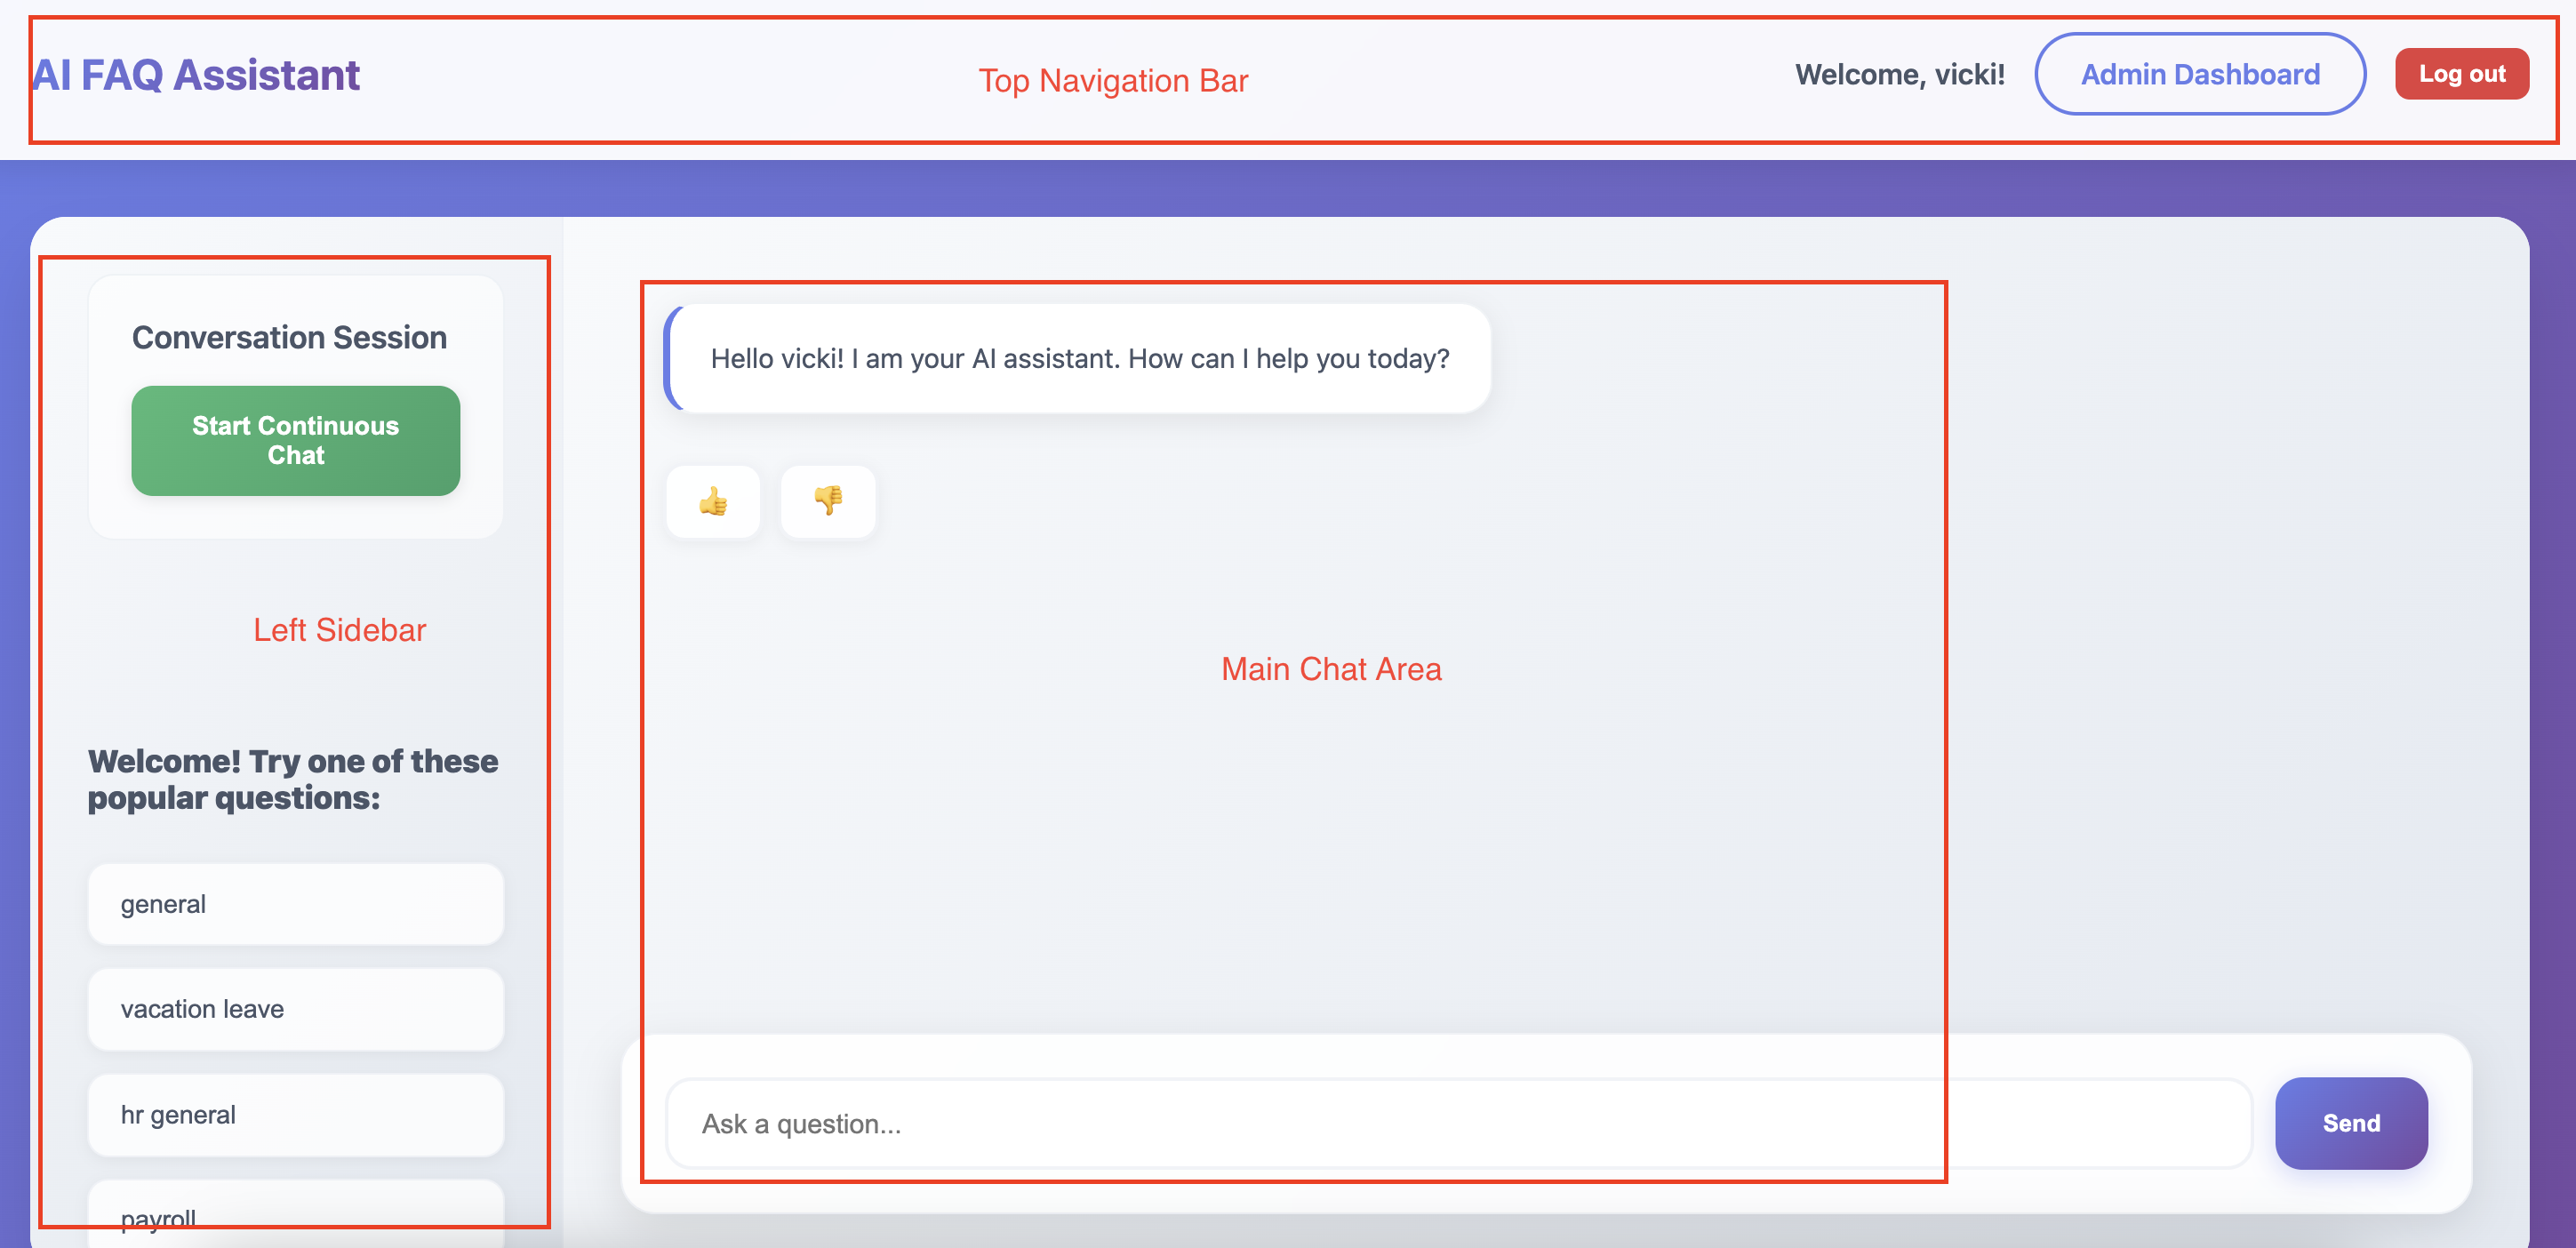 AI FAQ Assistant
Top Navigation Bar
Welcome, vicki!
Admin Dashboard
Log out
Conversation Session
Start Continuous
Chat
Left Sidebar
Welcome! Try one of these
popular questions:
general
vacation leave
hr general
payroll
Hello vicki! I am your AI assistant. How can I help you today?
Main Chat Area
Ask a question...
Send